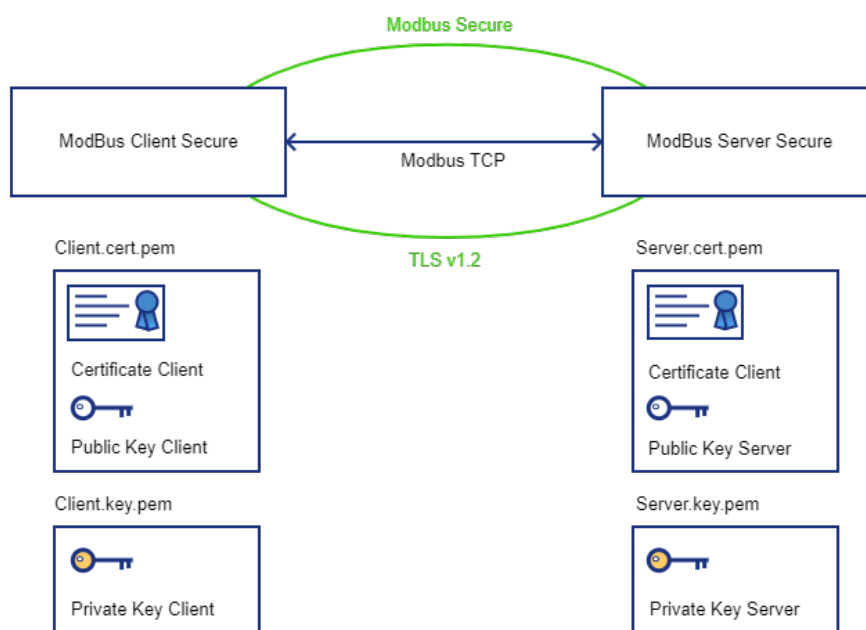 Modbus Secure
ModBus Client Secure
Modbus TCP
ModBus Server Secure
TLS v1.2
Client.cert.pem
Certificate Client
Public Key Client
Server.cert.pem
Certificate Client
Public Key Server
Client.key.pem
Private Key Client
Server.key.pem
Private Key Server